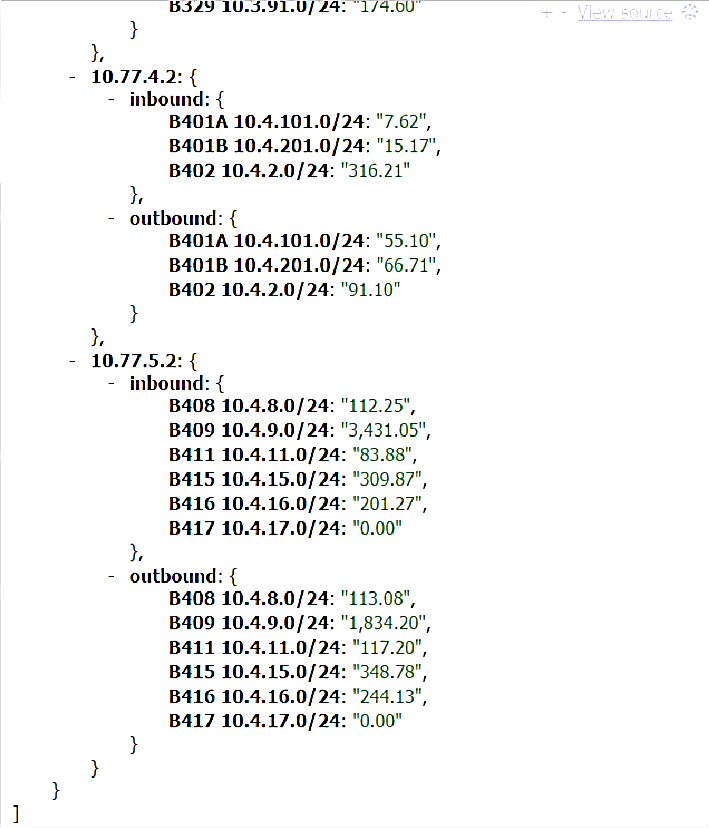 B329 10.3.91.0/24: "174.60"
+ - View source
}
},
- 10.77.4.2: {
- inbound: {
B401A 10.4.101.0/24: "7.62",
B401B 10.4.201.0/24: "15.17",
B402 10.4.2.0/24: "316.21"
},
- outbound: {
B401A 10.4.101.0/24: "55.10",
B401B 10.4.201.0/24: "66.71",
B402 10.4.2.0/24: "91.10"
}
},
- 10.77.5.2: {
- inbound: {
B408 10.4.8.0/24: "112.25",
B409 10.4.9.0/24: "3,431.05",
B411 10.4.11.0/24: "83.88",
B415 10.4.15.0/24: "309.87",
B416 10.4.16.0/24: "201.27",
B417 10.4.17.0/24: "0.00"
},
- outbound: {
B408 10.4.8.0/24: "113.08",
B409 10.4.9.0/24: "1,834.20",
B411 10.4.11.0/24: "117.20",
B415 10.4.15.0/24: "348.78",
B416 10.4.16.0/24: "244.13",
B417 10.4.17.0/24: "0.00"
}
}
}
]